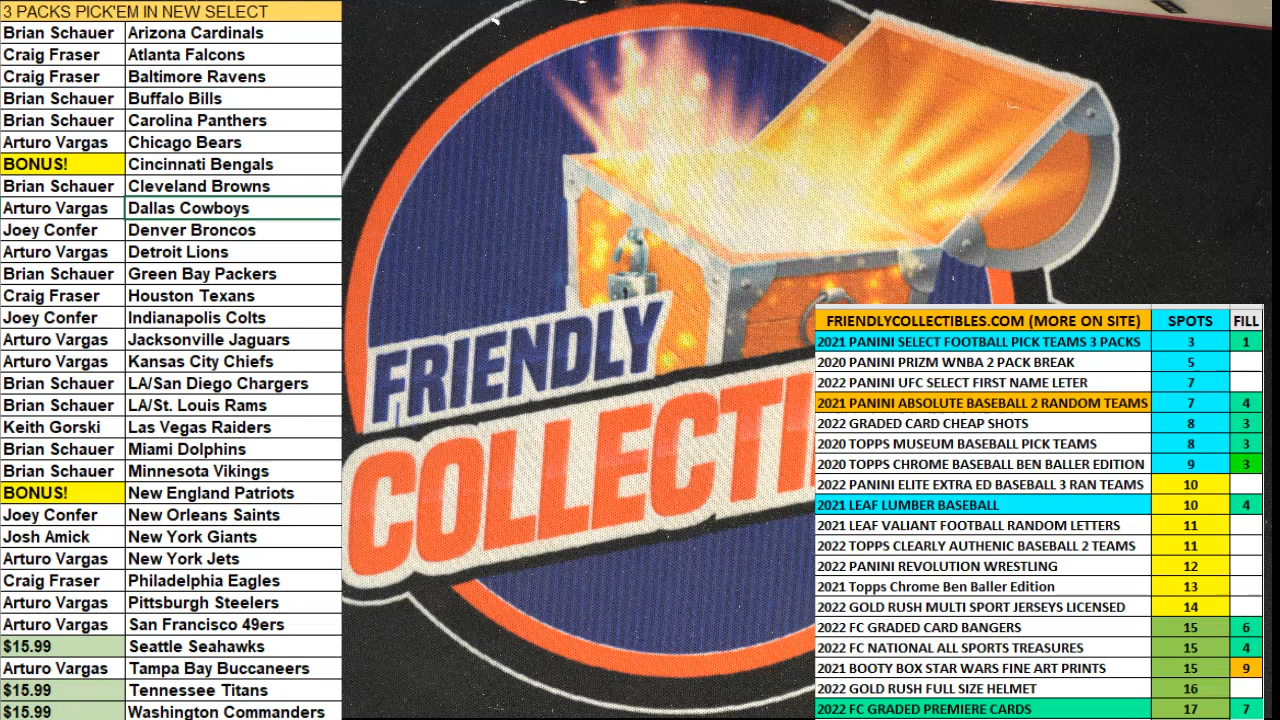 3 PACKS PICK'EM IN NEW SELECT
Brian Schauer Arizona Cardinals
Craig Fraser Atlanta Falcons
Craig Fraser Baltimore Ravens
Brian Schauer Buffalo Bills
Brian Schauer Carolina Panthers
Arturo Vargas Chicago Bears
BONUS! Cincinnati Bengals
Brian Schauer Cleveland Browns
Arturo Vargas Dallas Cowboys
Joey Confer Denver Broncos
Arturo Vargas Detroit Lions
Brian Schauer Green Bay Packers
Craig Fraser Houston Texans
Joey Confer Indianapolis Colts
Arturo Vargas Jacksonville Jaguars
Arturo Vargas Kansas City Chiefs
Brian Schauer LA/San Diego Chargers
Brian Schauer LA/St. Louis Rams
Keith Gorski Las Vegas Raiders
Brian Schauer Miami Dolphins
Brian Schauer Minnesota Vikings
BONUS! New England Patriots
Joey Confer New Orleans Saints
Josh Amick New York Giants
Arturo Vargas New York Jets
Craig Fraser Philadelphia Eagles
Arturo Vargas Pittsburgh Steelers
Arturo Vargas San Francisco 49ers
$15.99 Seattle Seahawks
Arturo Vargas Tampa Bay Buccaneers
$15.99 Tennessee Titans
$15.99 Washington Commanders
FRIENDLY
COLLECTI
FRIENDLYCOLLECTIBLES.COM (MORE ON SITE) SPOTS FILL
2021 PANINI SELECT FOOTBALL PICK TEAMS 3 PACKS 3 1
2020 PANINI PRIZM WNBA 2 PACK BREAK 5
2022 PANINI UFC SELECT FIRST NAME LETER 7
2021 PANINI ABSOLUTE BASEBALL 2 RANDOM TEAMS 7 4
2022 GRADED CARD CHEAP SHOTS 8 3
2020 TOPPS MUSEUM BASEBALL PICK TEAMS 8 3
2020 TOPPS CHROME BASEBALL BEN BALLER EDITION 9 3
2022 PANINI ELITE EXTRA ED BASEBALL 3 RAN TEAMS 10
2021 LEAF LUMBER BASEBALL 10 4
2021 LEAF VALIANT FOOTBALL RANDOM LETTERS 11
2022 TOPPS CLEARLY AUTHENIC BASEBALL 2 TEAMS 11
2022 PANINI REVOLUTION WRESTLING 12
2021 Topps Chrome Ben Baller Edition 13
2022 GOLD RUSH MULTI SPORT JERSEYS LICENSED 14
2022 FC GRADED CARD BANGERS 15 6
2022 FC NATIONAL ALL SPORTS TREASURES 15 4
2021 BOOTY BOX STAR WARS FINE ART PRINTS 15 9
2022 GOLD RUSH FULL SIZE HELMET 16
2022 FC GRADED PREMIERE CARDS 17 7